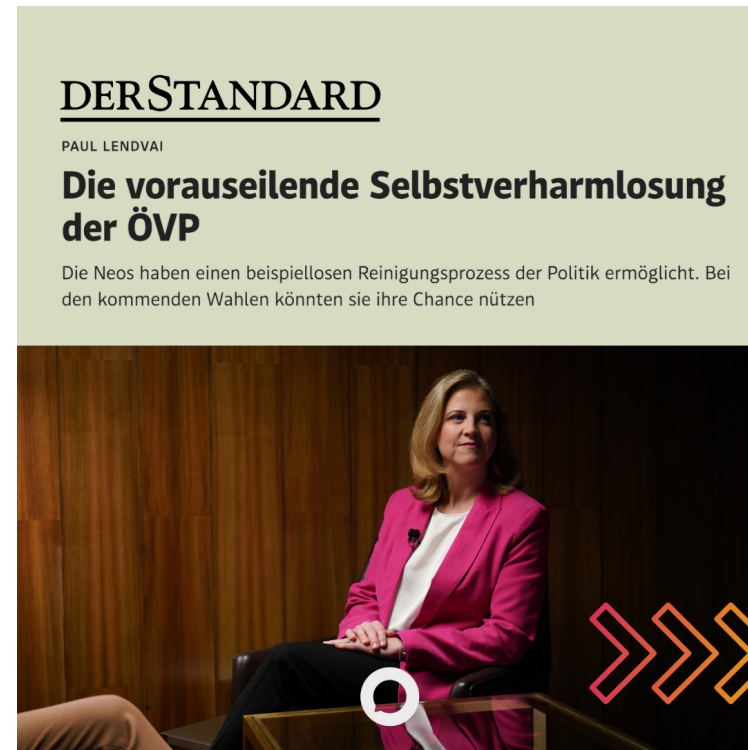 DERSTANDARD
PAUL LENDVAI
Die vorauseilende Selbstverharmlosung
der ÖVP
Die Neos haben einen beispiellosen Reinigungsprozess der Politik ermöglicht. Bei
den kommenden Wahlen könnten sie ihre Chance nützen